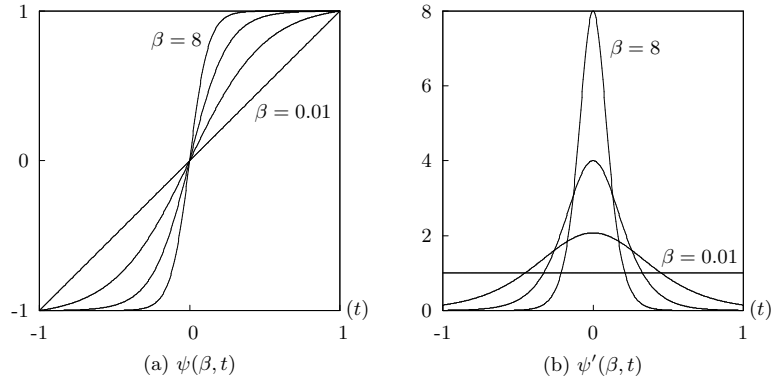 1
β = 8
β = 0.01
0
-1
-1
0
1
(t)
(a) ψ(β, t)
8
β = 8
6
4
2
β = 0.01
0
-1
0
1
(t)
(b) ψ′(β, t)